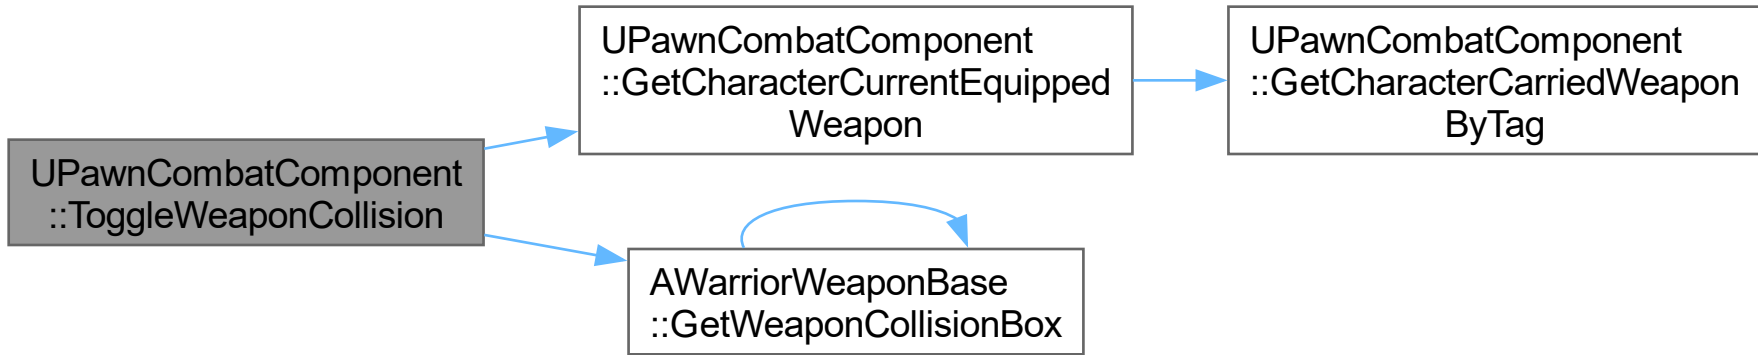 UPawnCombatComponent
::ToggleWeaponCollision
UPawnCombatComponent
::GetCharacterCurrentEquipped
Weapon
UPawnCombatComponent
::GetCharacterCarriedWeapon
ByTag
AWarriorWeaponBase
::GetWeaponCollisionBox